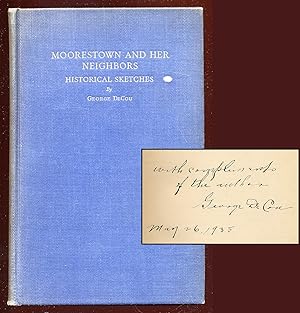 MOORESTOWN AND HER
NEIGHBORS
HISTORICAL SKETCHES
By
GEORGE DECOU
with compliments
of the author
George DeCou
May 26, 1935